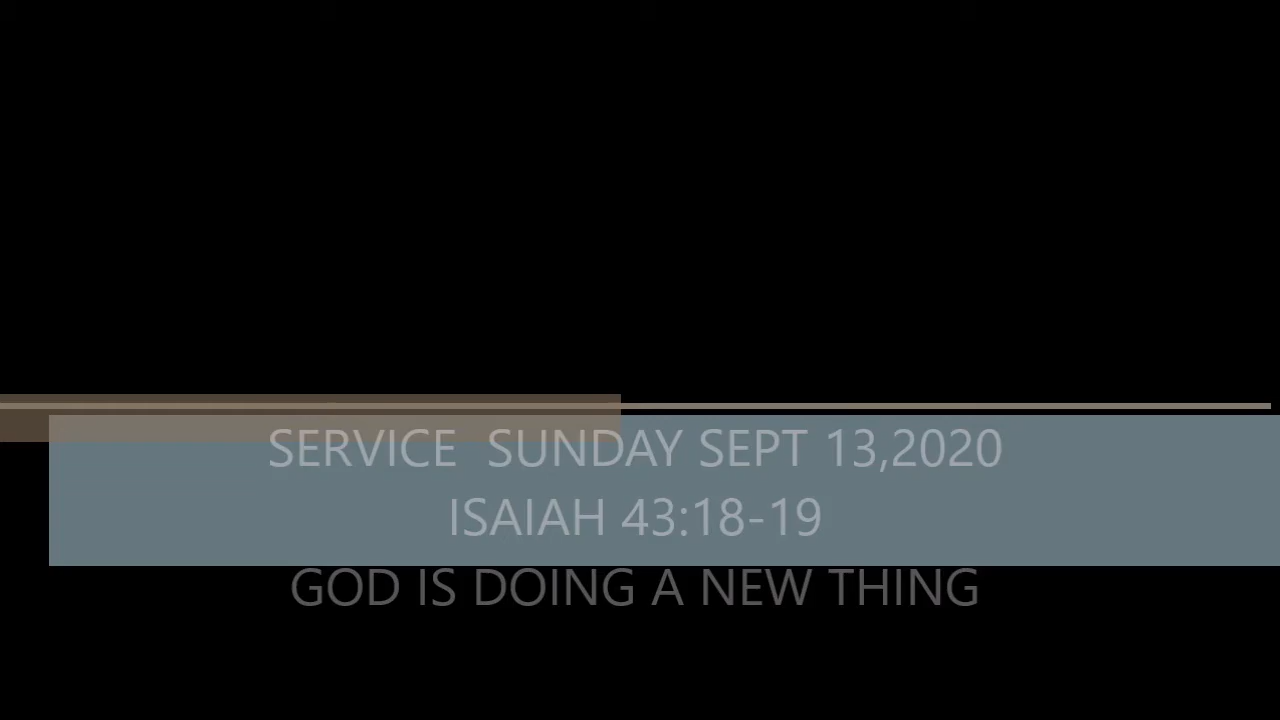 SERVICE  SUNDAY SEPT 13,2020
ISAIAH 43:18-19
GOD IS DOING A NEW THING